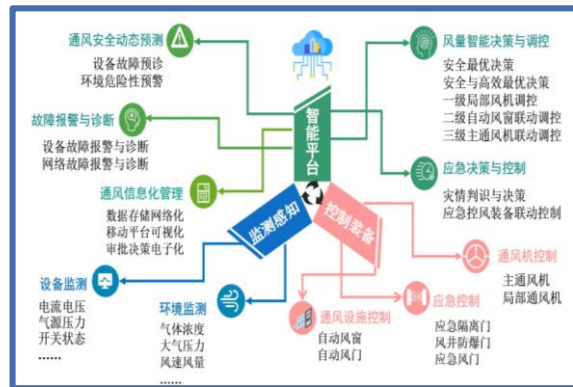 通风安全动态预测
设备故障预诊
环境危险性预警
故障报警与诊断
设备故障报警与诊断
网络故障报警与诊断
通风信息化管理
数据存储网络化
移动平台可视化
审批决策电子化
智能平台
监测感知
控制装备
风量智能决策与调控
安全最优决策
安全与高效最优决策
一级局部风机调控
二级自动风窗联动调控
三级主通风机联动调控
应急决策与控制
灾情判识与决策
应急控风装备联动控制
设备监测
电流电压
气源压力
开关状态
......
环境监测
气体浓度
大气压力
风速风量
......
通风设施控制
自动风窗
自动风门
应急控制
应急隔离门
风井防爆门
应急风门
通风机控制
主通风机
局部通风机